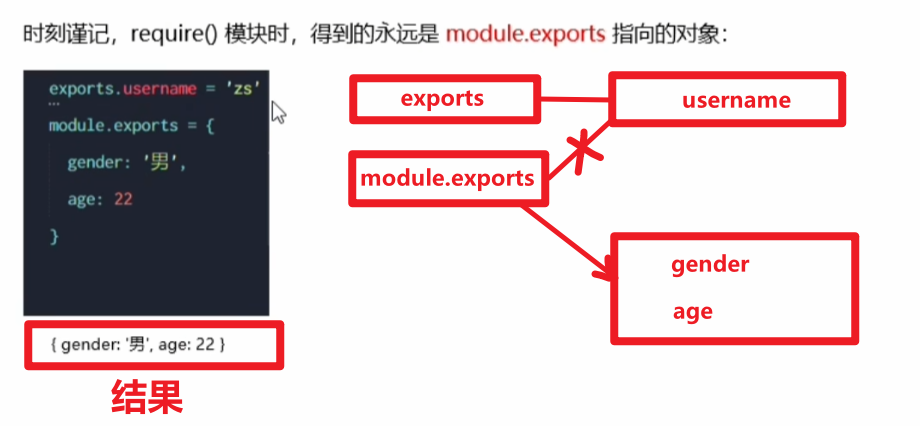 时刻谨记，require() 模块时，得到的永远是 module.exports 指向的对象：
exports.username = 'zs'
module.exports = {
gender: '男',
age: 22
}
{ gender: '男', age: 22 }
结果
exports
username
module.exports
gender
age